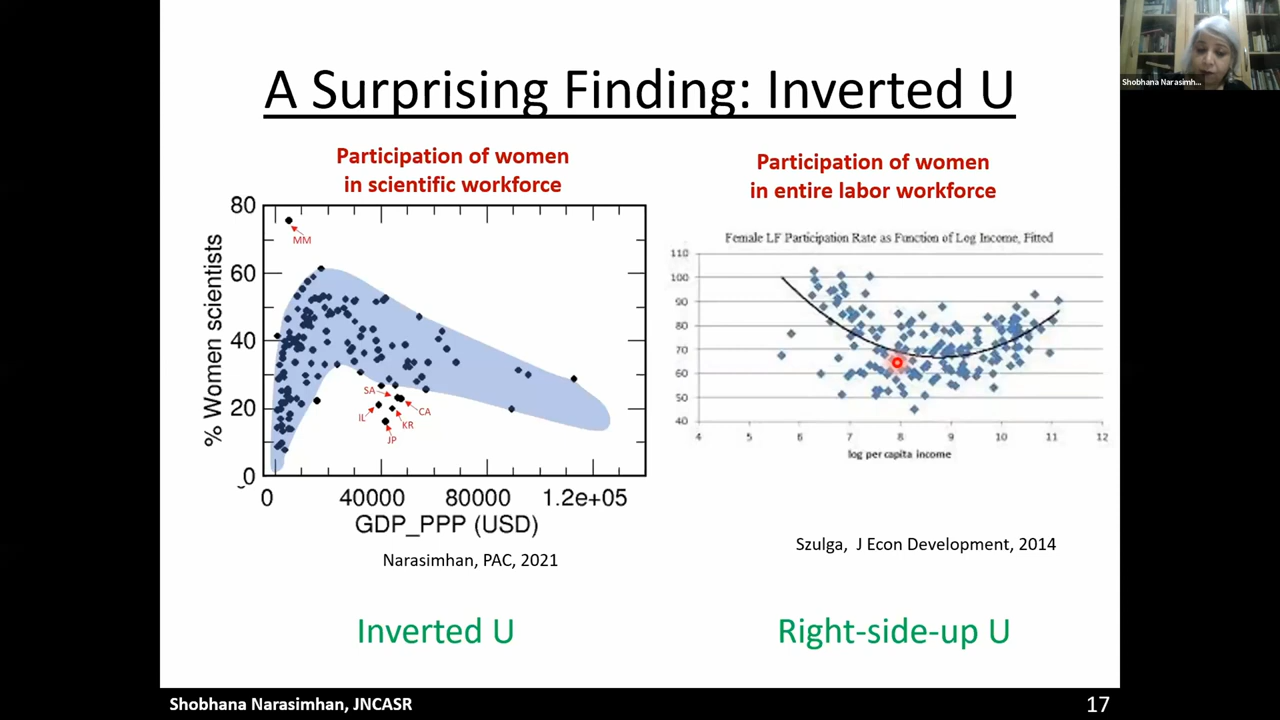 A Surprising Finding: Inverted U
Shobhana Narasimh...
Participation of women
in scientific workforce
80
60
40
20
0
% Women scientists
MM
SA
CA
IL
KR
JP
0 40000 80000 1.2e+05
GDP_PPP (USD)
Narasimhan, PAC, 2021
Inverted U
Participation of women
in entire labor workforce
Female LF Participation Rate as Function of Log Income, Fitted
110
100
90
80
70
60
50
40
4 5 6 7 8 9 10 11 12
log per capita income
Szulga, J Econ Development, 2014
Right-side-up U
Shobhana Narasimhan, JNCASR
17